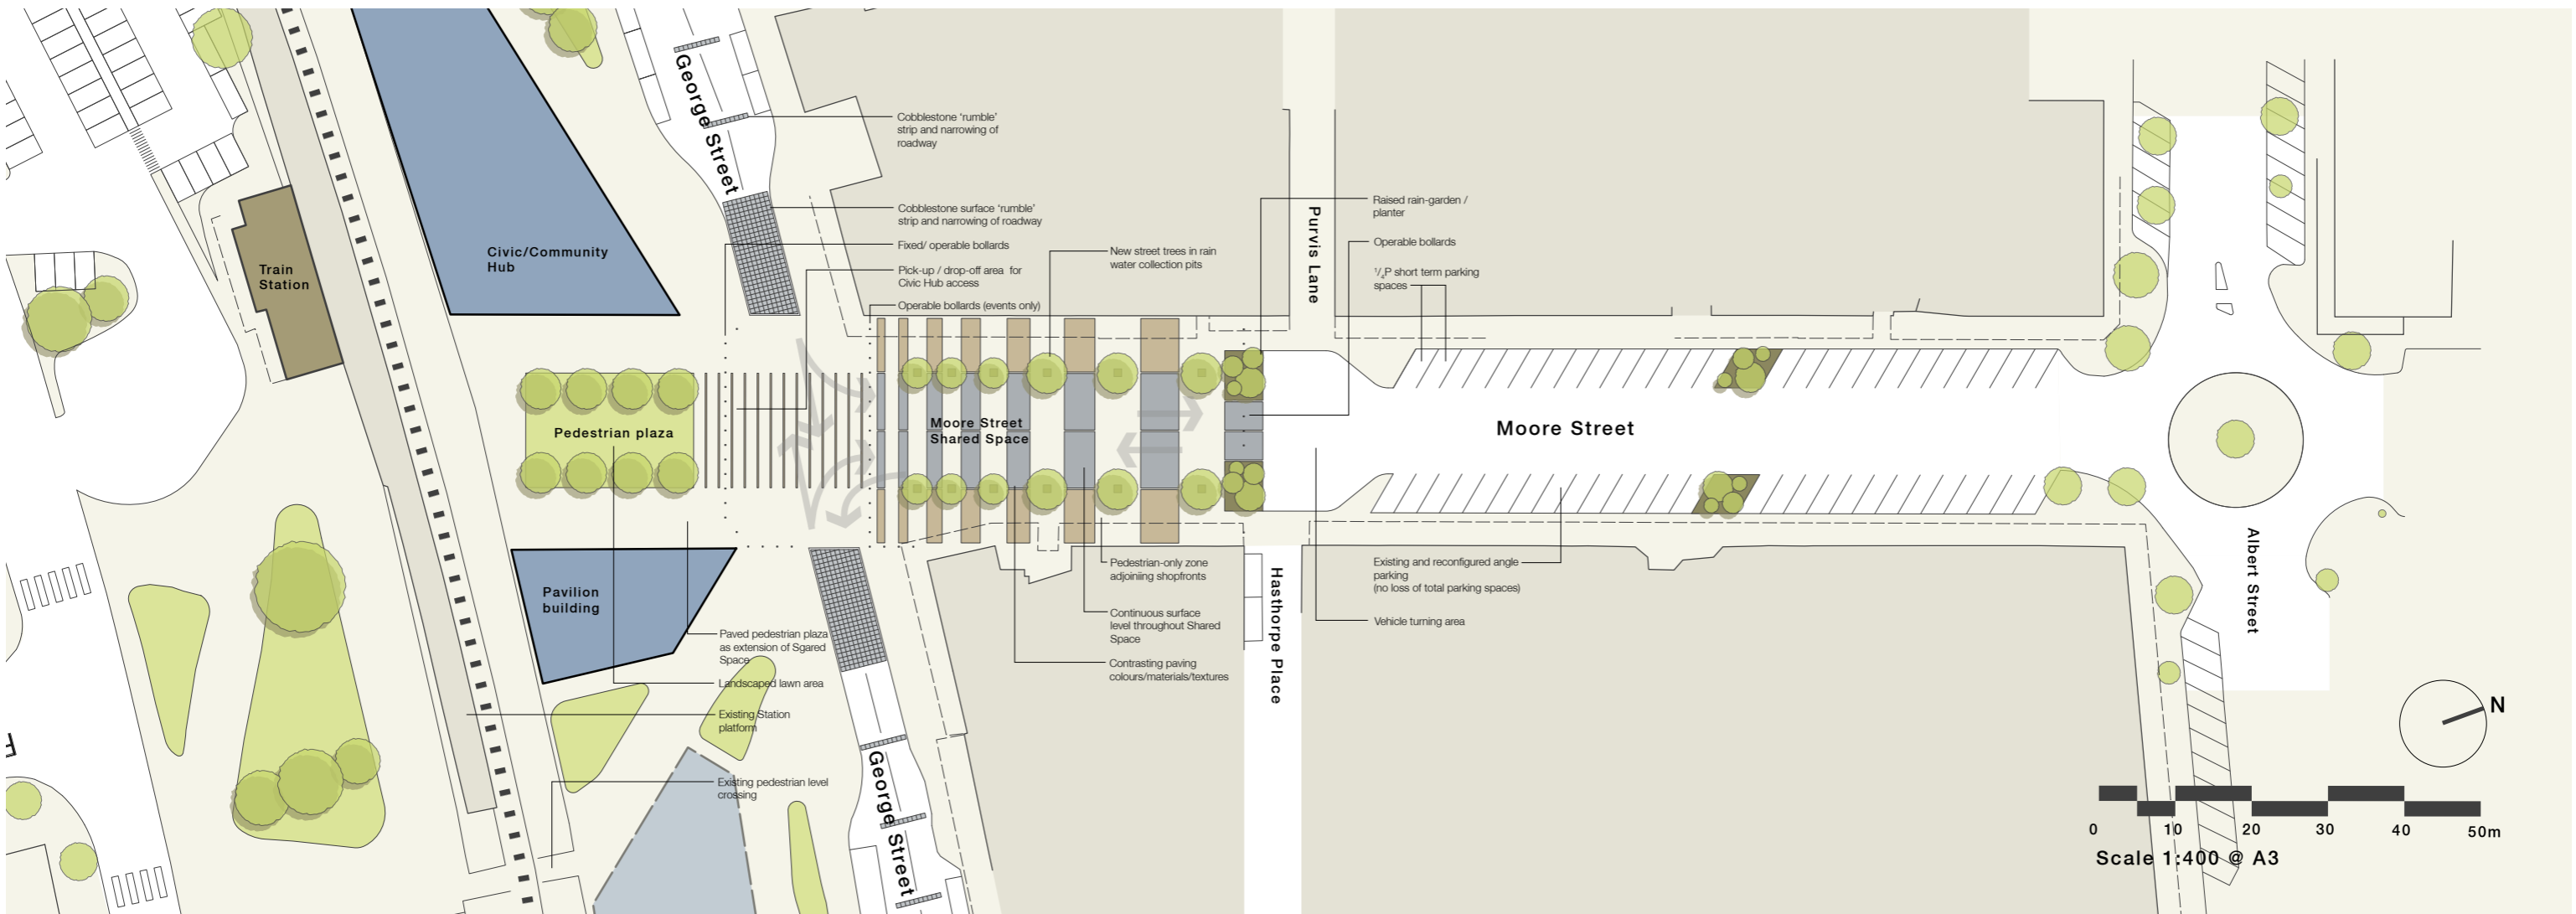 George Street
Cobblestone ‘rumble’
strip and narrowing of
roadway
Cobblestone surface ‘rumble’
strip and narrowing of roadway
Fixed/ operable bollards
Pick-up / drop-off area for
Civic Hub access
Operable bollards (events only)
New street trees in rain
water collection pits
Purvis Lane
Raised rain-garden /
planter
Operable bollards
¹/₄P short term parking
spaces
Train
Station
Civic/Community
Hub
Pedestrian plaza
Moore Street
Shared Space
Moore Street
Pavilion
building
Paved pedestrian plaza
as extension of Sgared
Space
Landscaped lawn area
Existing Station
platform
Existing pedestrian level
crossing
George Street
Pedestrian-only zone
adjoiniing shopfronts
Continuous surface
level throughout Shared
Space
Contrasting paving
colours/materials/textures
Hasthorpe Place
Existing and reconfigured angle
parking
(no loss of total parking spaces)
Vehicle turning area
Albert Street
N
0 10 20 30 40 50m
Scale 1:400 @ A3